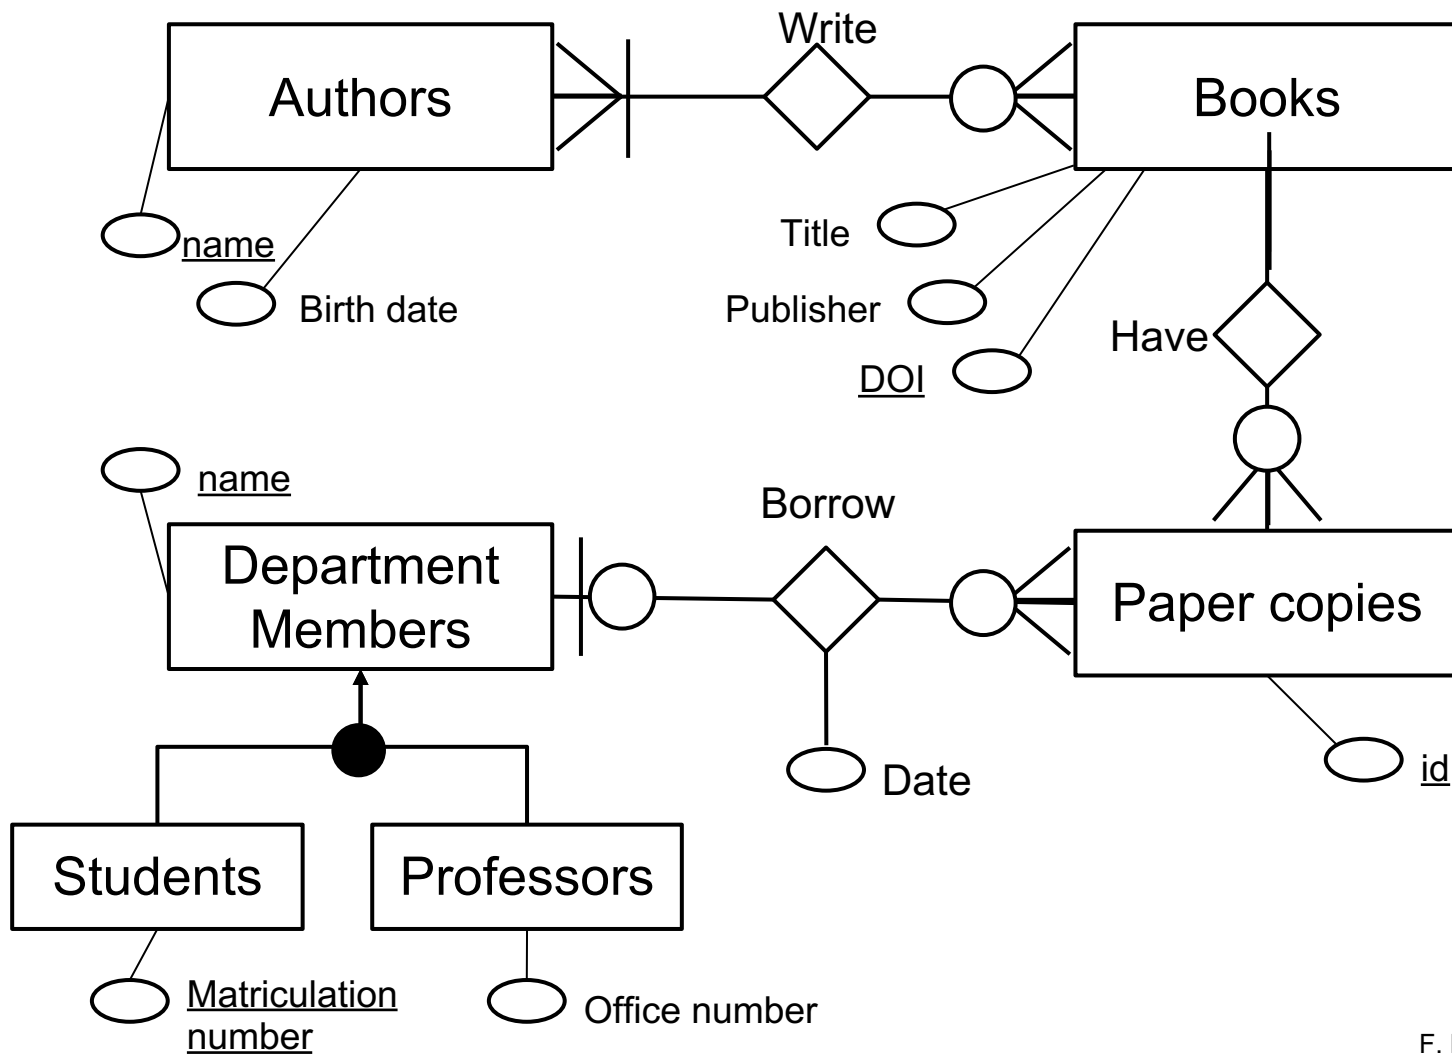 Write
Authors
Books
name
Title
Birth date
Publisher
Have
DOI
name
Borrow
Department
Members
Paper copies
Date
id
Students
Professors
Matriculation
number
Office number
F.